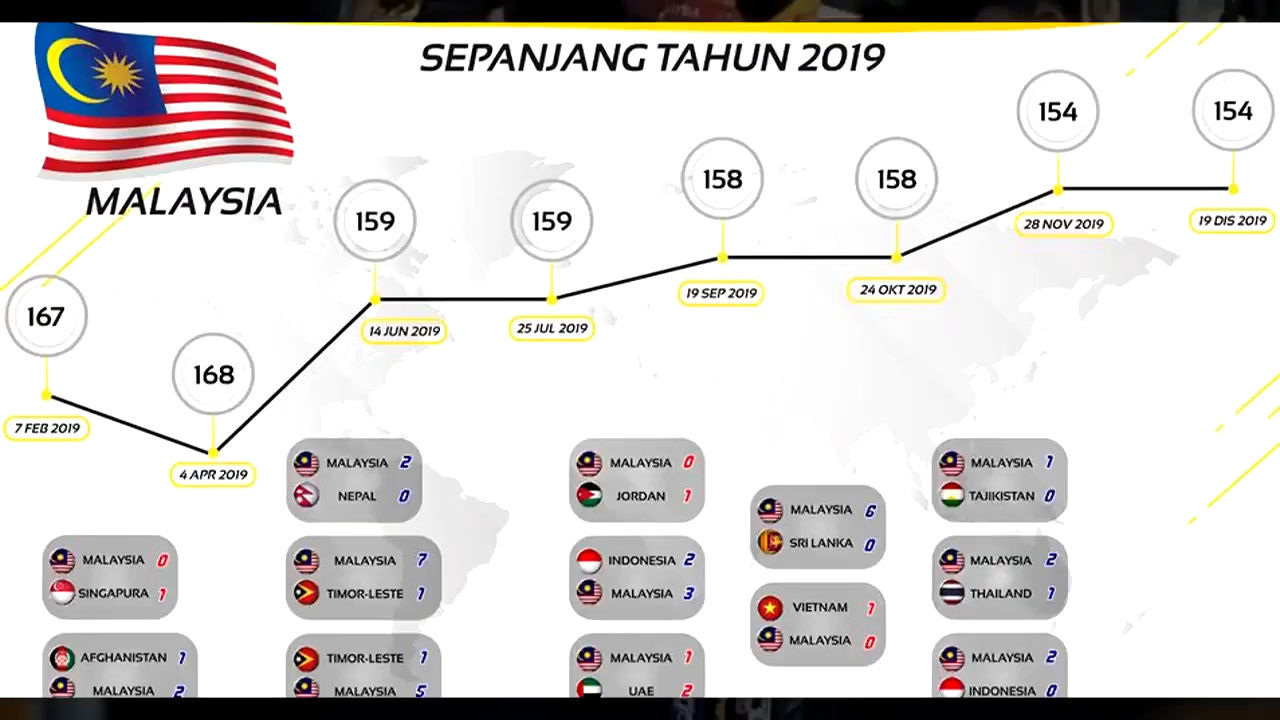 SEPANJANG TAHUN 2019
MALAYSIA
167
7 FEB 2019
168
4 APR 2019
159
14 JUN 2019
159
25 JUL 2019
158
19 SEP 2019
158
24 OKT 2019
154
28 NOV 2019
154
19 DIS 2019
MALAYSIA 0
SINGAPURA 1
AFGHANISTAN 1
MALAYSIA 2
MALAYSIA 2
NEPAL 0
MALAYSIA 7
TIMOR-LESTE 1
TIMOR-LESTE 1
MALAYSIA 5
MALAYSIA 0
JORDAN 1
INDONESIA 2
MALAYSIA 3
MALAYSIA 1
UAE 2
MALAYSIA 6
SRI LANKA 0
VIETNAM 1
MALAYSIA 0
MALAYSIA 1
TAJIKISTAN 0
MALAYSIA 2
THAILAND 1
MALAYSIA 2
INDONESIA 0